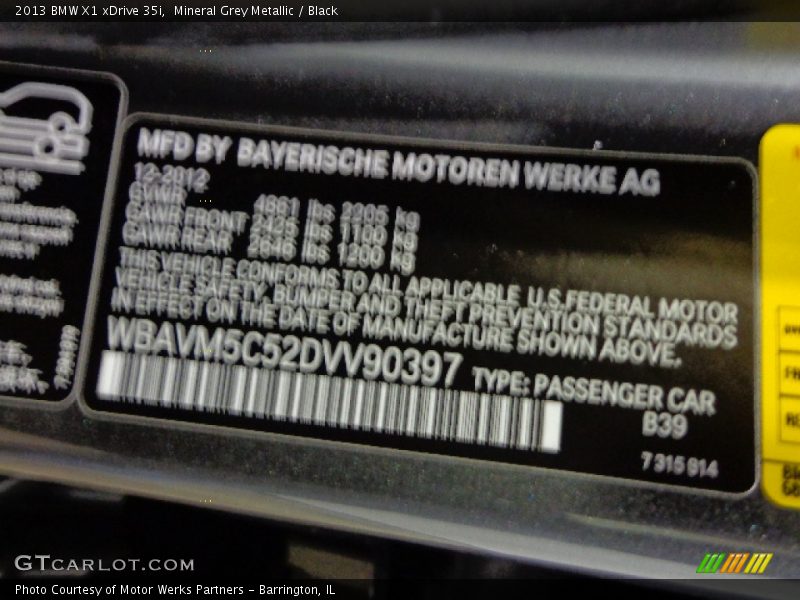 2013 BMW X1 xDrive 35i,  Mineral Grey Metallic / Black
MFD BY BAYERISCHE MOTOREN WERKE AG
12-2012
GVWR 4861 lbs 2205 kg
GAWR FRONT 2425 lbs 1100 kg
GAWR REAR 2646 lbs 1200 kg
THIS VEHICLE CONFORMS TO ALL APPLICABLE U.S.FEDERAL MOTOR
VEHICLE SAFETY, BUMPER AND THEFT PREVENTION STANDARDS
IN EFFECT ON THE DATE OF MANUFACTURE SHOWN ABOVE.
WBAVM5C52DVV90397 TYPE: PASSENGER CAR
B39
7 315 914
GTCARLOT.COM
Photo Courtesy of Motor Werks Partners - Barrington, IL